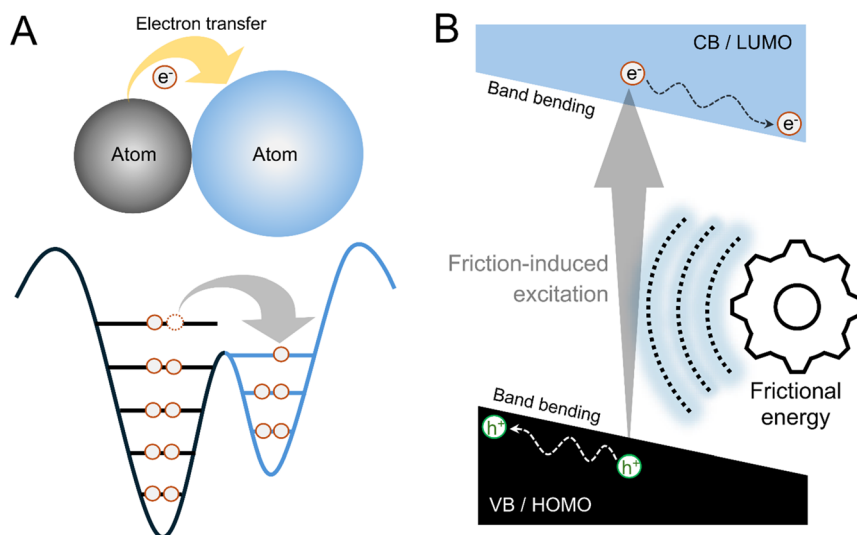 A
Electron transfer
e-
Atom
Atom
B
CB / LUMO
e-
Band bending
e-
Friction-induced
excitation
Frictional
energy
Band bending
h+
h+
VB / HOMO